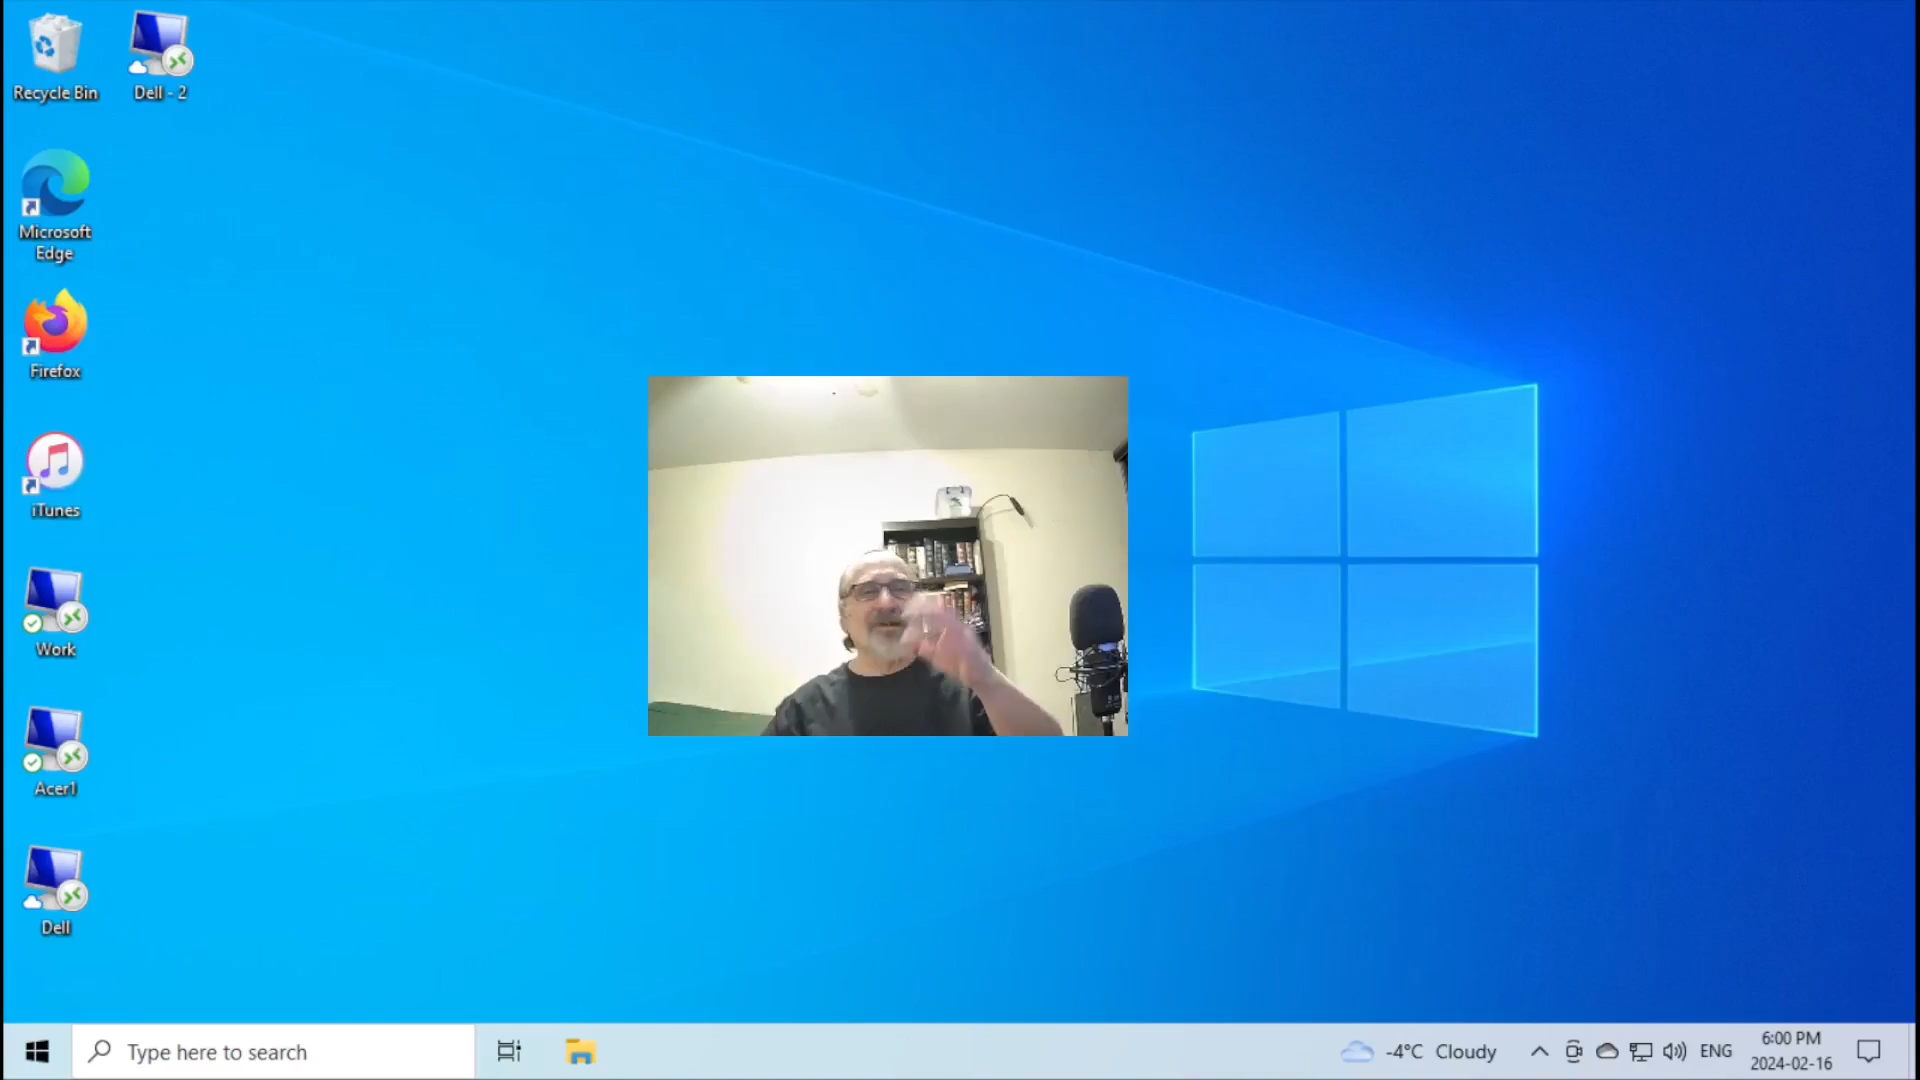 Recycle Bin
Dell - 2
Microsoft
Edge
Firefox
iTunes
Work
Acer1
Dell
Type here to search
-4°C Cloudy
ENG
6:00 PM
2024-02-16